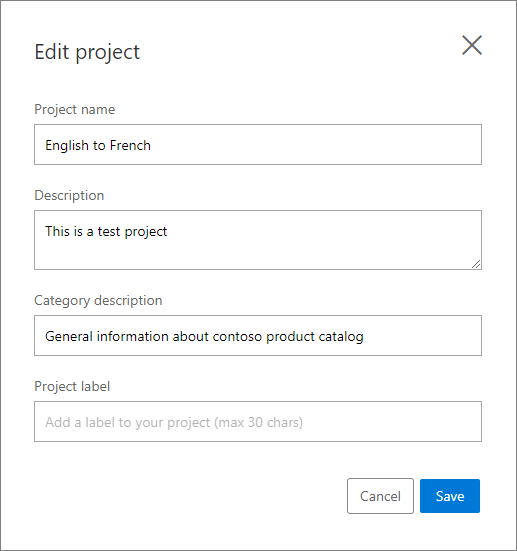 Edit project
Project name
English to French
Description
This is a test project
Category description
General information about contoso product catalog
Project label
Add a label to your project (max 30 chars)
Cancel
Save